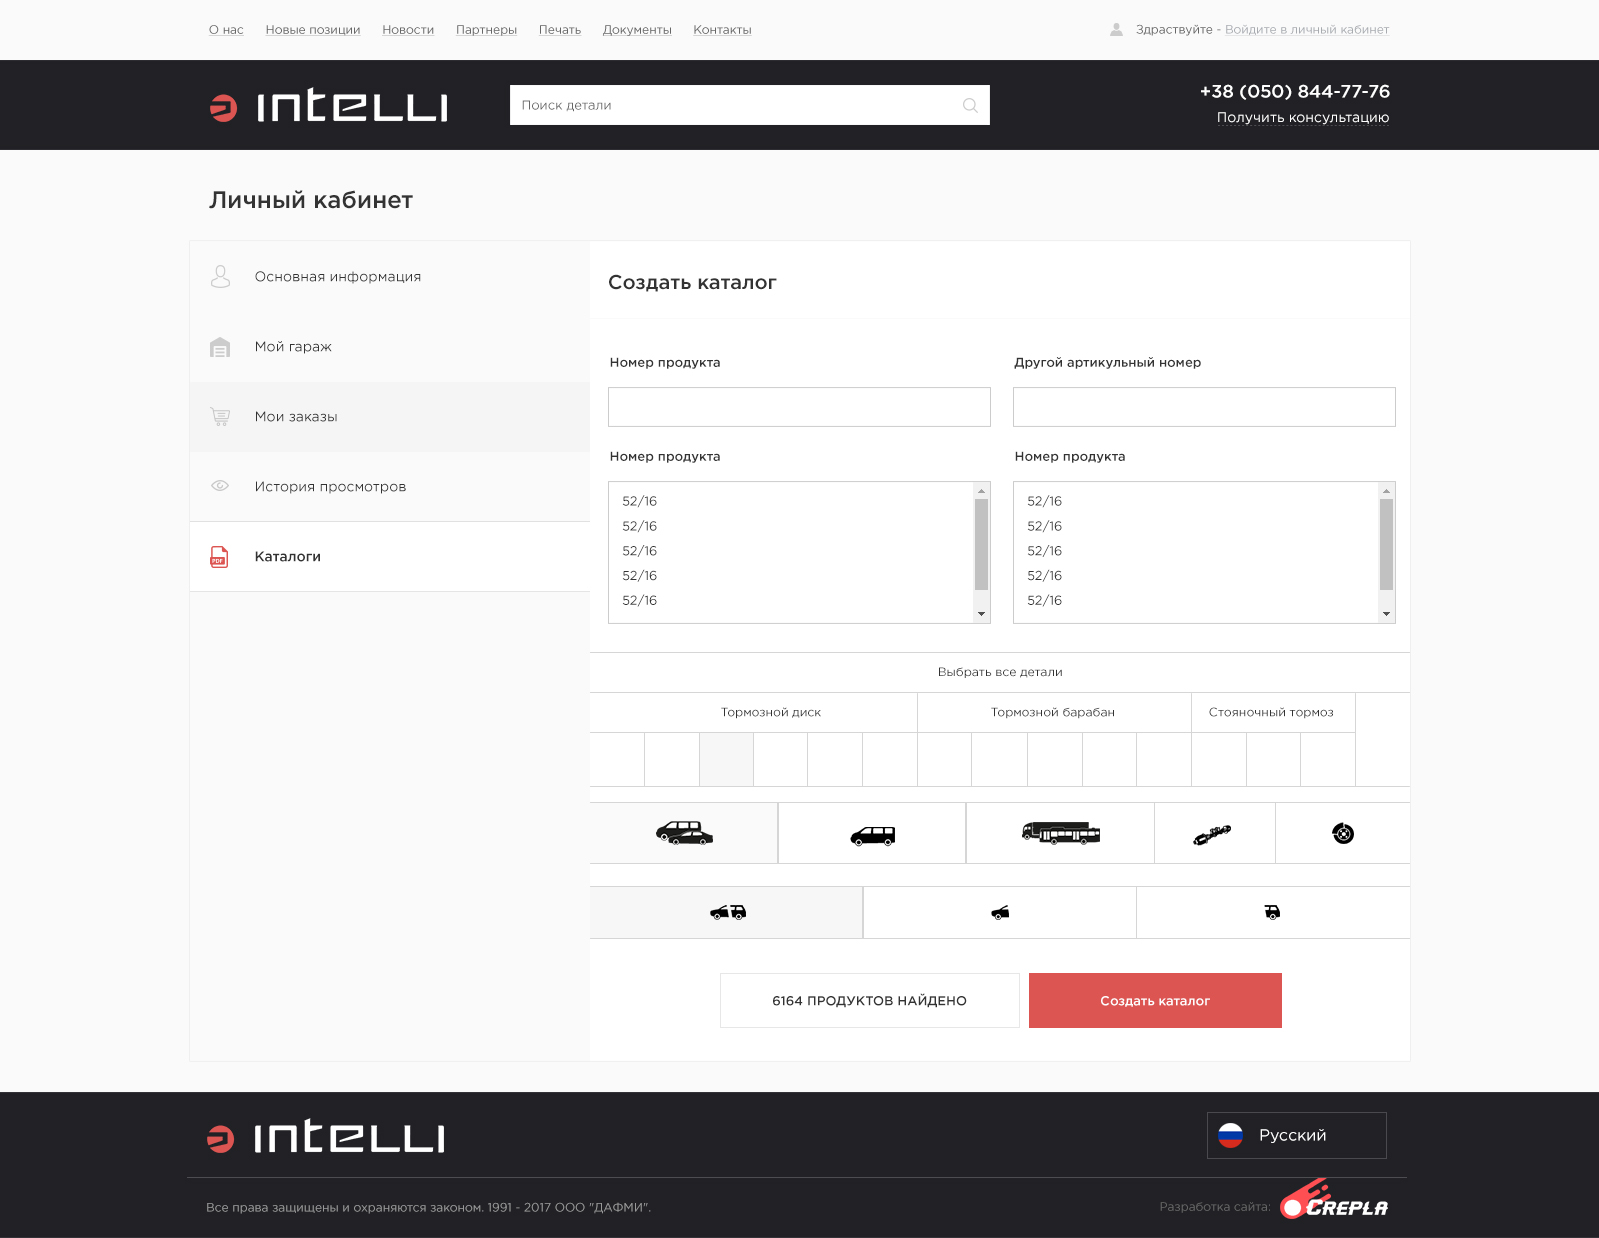 О нас Новые позиции Новости Партнеры Печать Документы Контакты Здраствуйте - Войдите в личный кабинет
INTELLI Поиск детали +38 (050) 844-77-76
Получить консультацию
Личный кабинет
Основная информация
Мой гараж
Мои заказы
История просмотров
PDF Каталоги
Создать каталог
Номер продукта Другой артикульный номер
Номер продукта Номер продукта
52/16 52/16
52/16 52/16
52/16 52/16
52/16 52/16
52/16 52/16
Выбрать все детали
Тормозной диск Тормозной барабан Стояночный тормоз
6164 ПРОДУКТОВ НАЙДЕНО Создать каталог
INTELLI Русский
Все права защищены и охраняются законом. 1991 - 2017 ООО "ДАФМИ". Разработка сайта: CREPLA